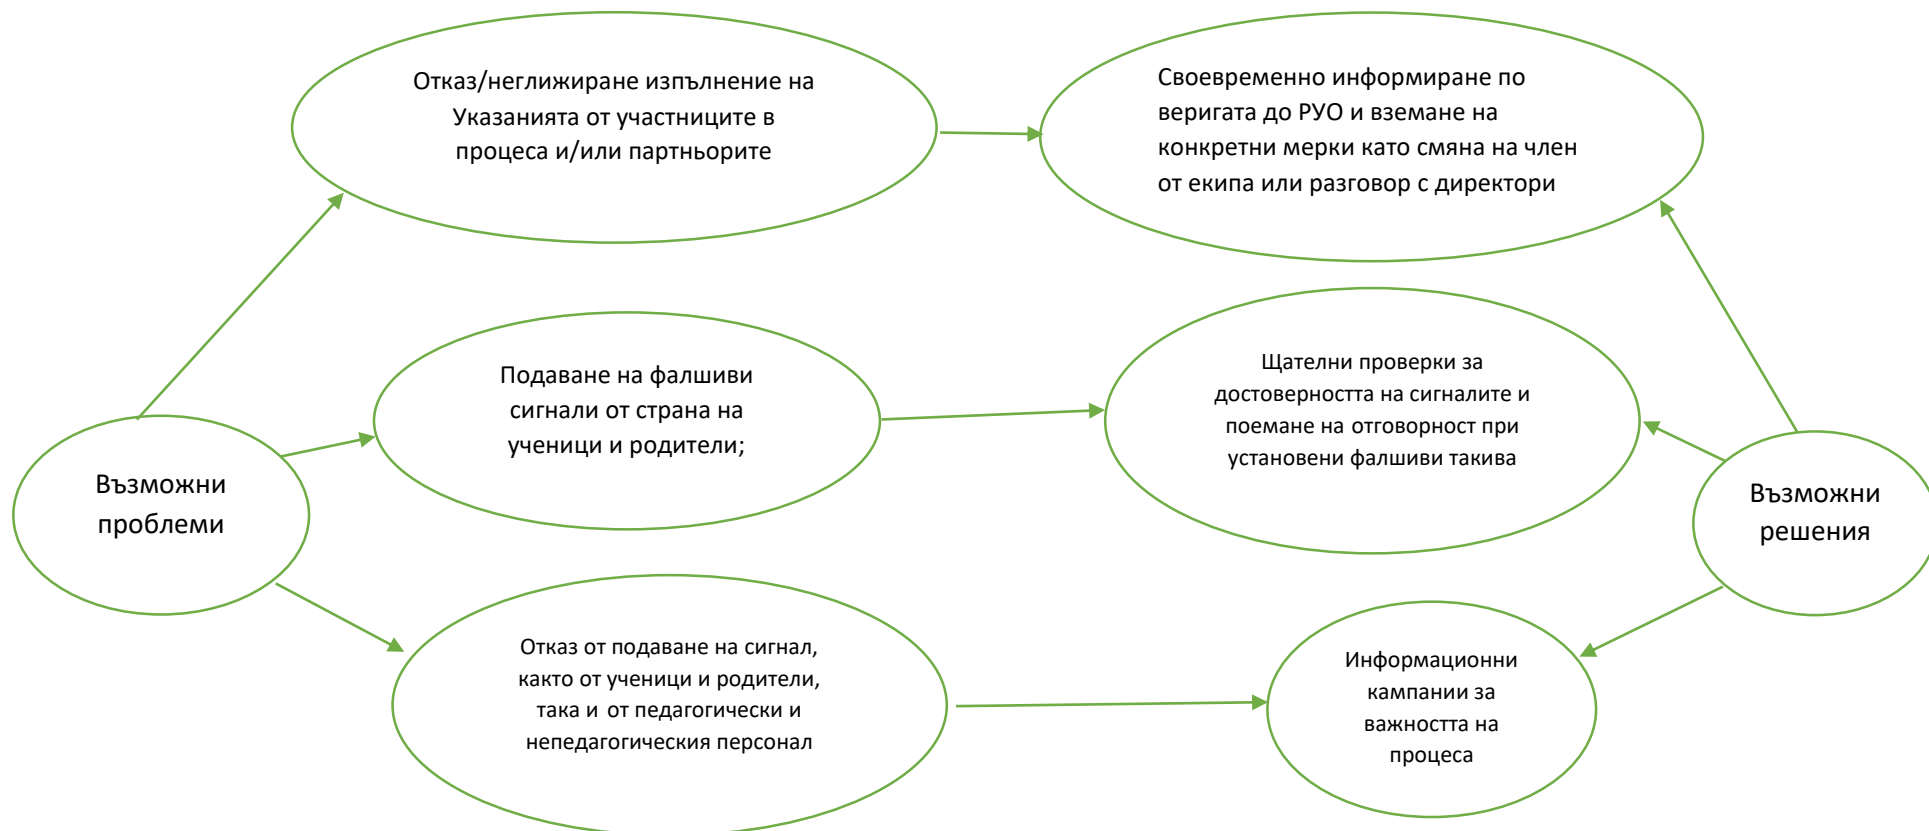 Отказ/неглижиране изпълнение на
Указанията от участниците в
процеса и/или партньорите
Своевременно информиране по
веригата до РУО и вземане на
конкретни мерки като смяна на член
от екипа или разговор с директори
Подаване на фалшиви
сигнали от страна на
ученици и родители;
Щателни проверки за
достоверността на сигналите и
поемане на отговорност при
установени фалшиви такива
Възможни
проблеми
Възможни
решения
Отказ от подаване на сигнал,
както от ученици и родители,
така и от педагогически и
непедагогическия персонал
Информационни
кампании за
важността на
процеса